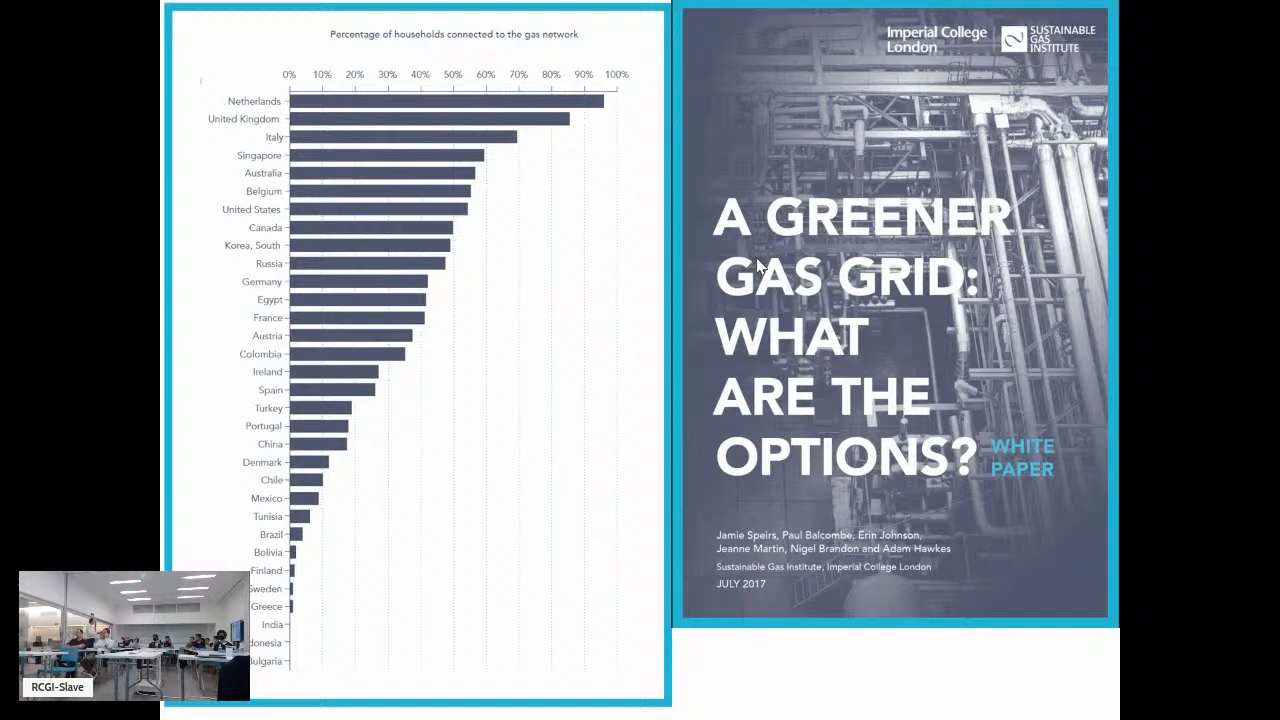 Percentage of households connected to the gas network
0% 10% 20% 30% 40% 50% 60% 70% 80% 90% 100%
Netherlands
United Kingdom
Italy
Singapore
Australia
Belgium
United States
Canada
Korea, South
Russia
Germany
Egypt
France
Austria
Colombia
Ireland
Spain
Turkey
Portugal
China
Denmark
Chile
Mexico
Tunisia
Brazil
Bolivia
Finland
Sweden
Greece
India
donesia
Bulgaria
RCGI-Slave
Imperial College
London
SUSTAINABLE
GAS
INSTITUTE
A GREENER
GAS GRID:
WHAT
ARE THE
OPTIONS?
WHITE
PAPER
Jamie Speirs, Paul Balcombe, Erin Johnson,
Jeanne Martin, Nigel Brandon and Adam Hawkes
Sustainable Gas Institute, Imperial College London
JULY 2017